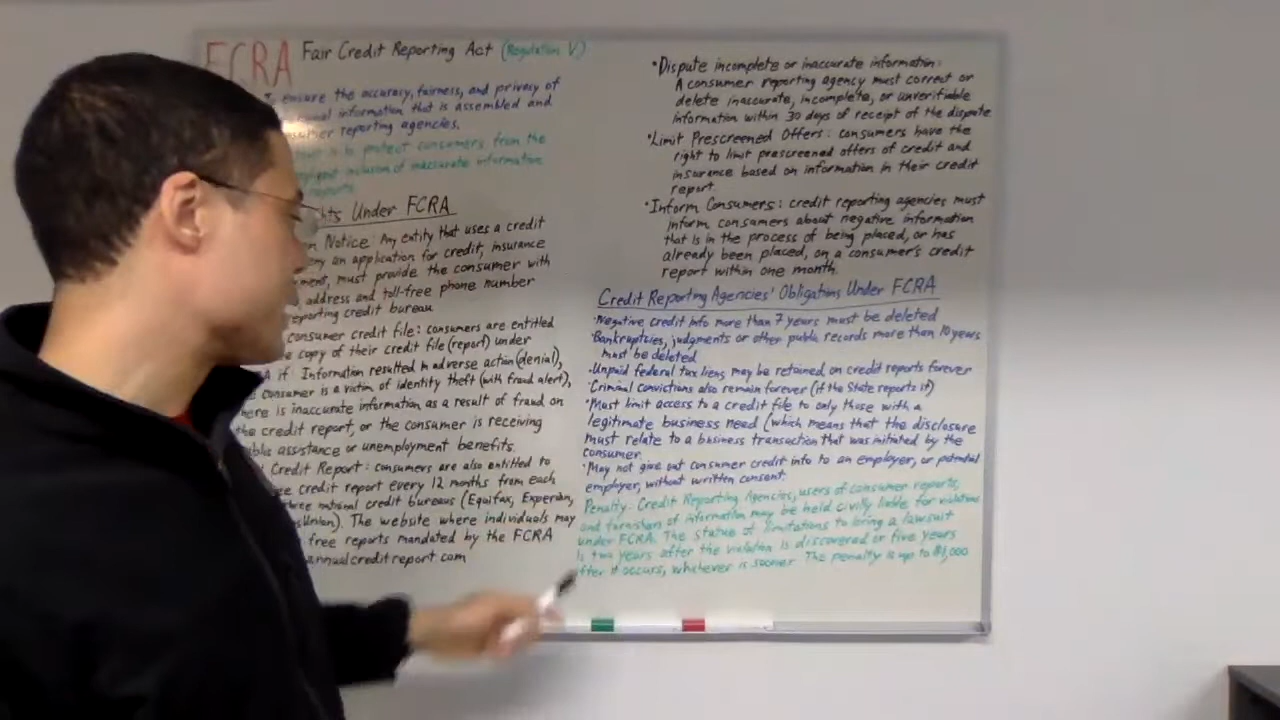 FCRA Fair Credit Reporting Act (Regulation V)
to ensure the accuracy, fairness, and privacy of
information that is assembled and
reporting agencies.
is to protect consumers from the
inclusion of inaccurate information
reports
Under FCRA
Notice: Any entity that uses a credit
an application for credit, insurance
must provide the consumer with
address and toll-free phone number
reporting credit bureau
consumer credit file: consumers are entitled
copy of their credit file (report) under
if Information resulted in adverse action (denial),
consumer is a victim of identity theft (with fraud alert),
here is inaccurate information as a result of fraud on
the credit report, or the consumer is receiving
assistance or unemployment benefits.
Credit Report: consumers are also entitled to
credit report every 12 months from each
national credit bureaus (Equifax, Experian,
The website where individuals may
free reports mandated by the FCRA
annualcreditreport.com
• Dispute incomplete or inaccurate information:
A consumer reporting agency must correct or
delete inaccurate, incomplete, or unverifiable
information within 30 days of receipt of the dispute
• Limit Prescreened Offers: consumers have the
right to limit prescreened offers of credit and
insurance based on information in their credit
report.
• Inform Consumers: credit reporting agencies must
inform consumers about negative information
that is in the process of being placed, or has
already been placed, on a consumer's credit
report within one month.
Credit Reporting Agencies' Obligations Under FCRA
• Negative credit info more than 7 years must be deleted
• Bankruptcies, judgments or other public records more than 10 years
must be deleted
• Unpaid federal tax liens may be retained on credit reports forever
• Criminal convictions also remain forever (if the State reports it)
• Must limit access to a credit file to only those with a
legitimate business need (which means that the disclosure
must relate to a business transaction that was initiated by the
consumer.
• May not give out consumer credit info to an employer, or potential
employer, without written consent.
Penalty: Credit Reporting Agencies, users of consumer reports,
and furnishers of information may be held civilly liable for violations
under FCRA. The statue of limitations to bring a lawsuit
is two years after the violation is discovered or five years
after it occurs, whichever is sooner. The penalty is up to $1,000